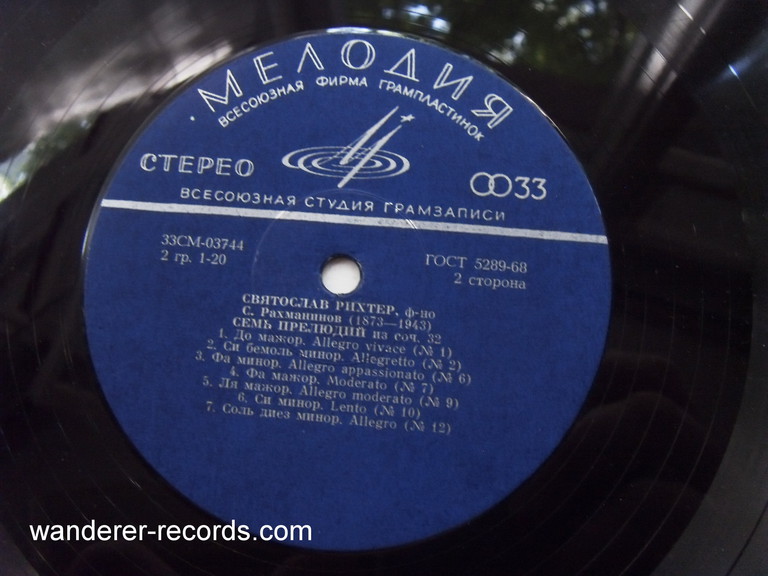 МЕЛОДИЯ
ВСЕСОЮЗНАЯ ФИРМА ГРАМПЛАСТИНОК
СТЕРЕО
33
ВСЕСОЮЗНАЯ СТУДИЯ ГРАМЗАПИСИ
33СМ-03744
ГОСТ 5289-68
2 гр. 1-20
2 сторона
СВЯТОСЛАВ РИХТЕР, ф-но
С. Рахманинов (1873—1943)
СЕМЬ ПРЕЛЮДИЙ из соч. 32
1. До мажор. Allegro vivace (№ 1)
2. Си бемоль минор. Allegretto (№ 2)
3. Фа минор. Allegro appassionato (№ 6)
4. Фа мажор. Moderato (№ 7)
5. Ля мажор. Allegro moderato (№ 9)
6. Си минор. Lento (№ 10)
7. Соль диез минор. Allegro (№ 12)
wanderer-records.com